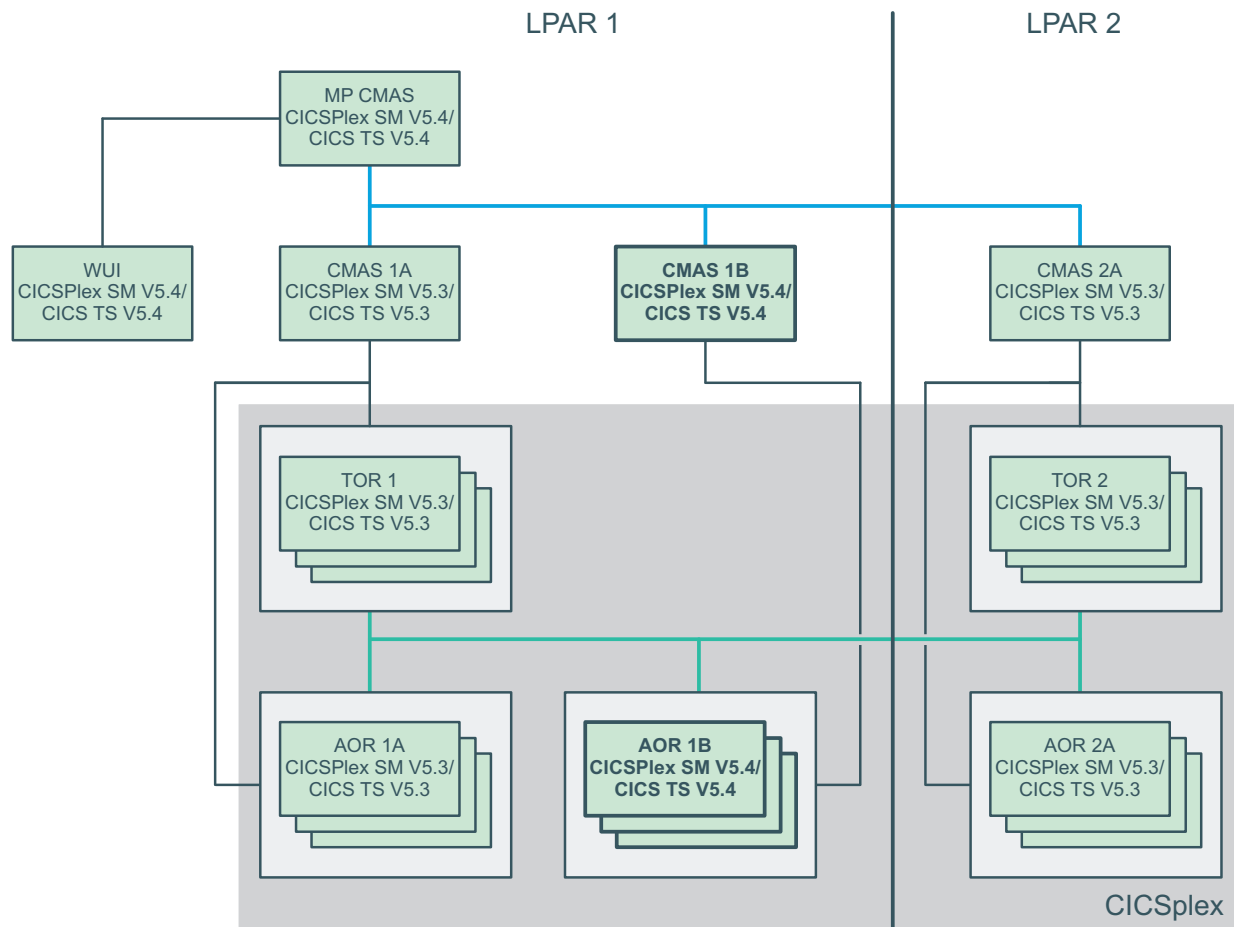 LPAR 1
LPAR 2
MP CMAS
CICSPlex SM V5.4/
CICS TS V5.4
WUI
CICSPlex SM V5.4/
CICS TS V5.4
CMAS 1A
CICSPlex SM V5.3/
CICS TS V5.3
CMAS 1B
CICSPlex SM V5.4/
CICS TS V5.4
CMAS 2A
CICSPlex SM V5.3/
CICS TS V5.3
TOR 1
CICSPlex SM V5.3/
CICS TS V5.3
TOR 2
CICSPlex SM V5.3/
CICS TS V5.3
AOR 1A
CICSPlex SM V5.3/
CICS TS V5.3
AOR 1B
CICSPlex SM V5.4/
CICS TS V5.4
AOR 2A
CICSPlex SM V5.3/
CICS TS V5.3
CICSplex